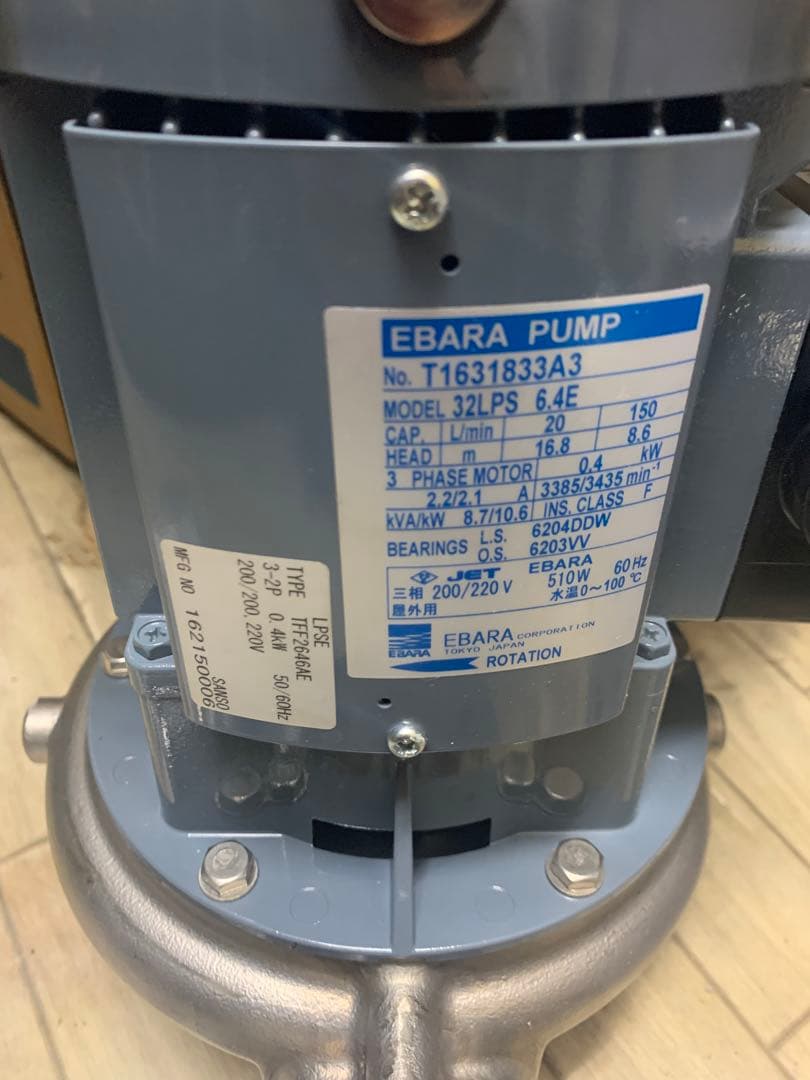 EBARA PUMP
No. T1631833A3
MODEL 32LPS 6.4E
CAP. L/min 20 150
HEAD m 16.8 8.6
3 PHASE MOTOR 0.4 kW
2.2/2.1 A 3385/3435 min⁻¹
kVA/kW 8.7/10.6 INS. CLASS F
BEARINGS L.S. 6204DDW
O.S. 6203VV
JET EBARA
三相 200/220 V 510W 60 Hz
屋外用 水温0～100℃
EBARA EBARA CORPORATION
TOKYO JAPAN
ROTATION
LPSE
TYPE TFF2646AE
3-2P 0.4kW 50/60Hz
200/200.220V
SANSO
MFG NO 162150006